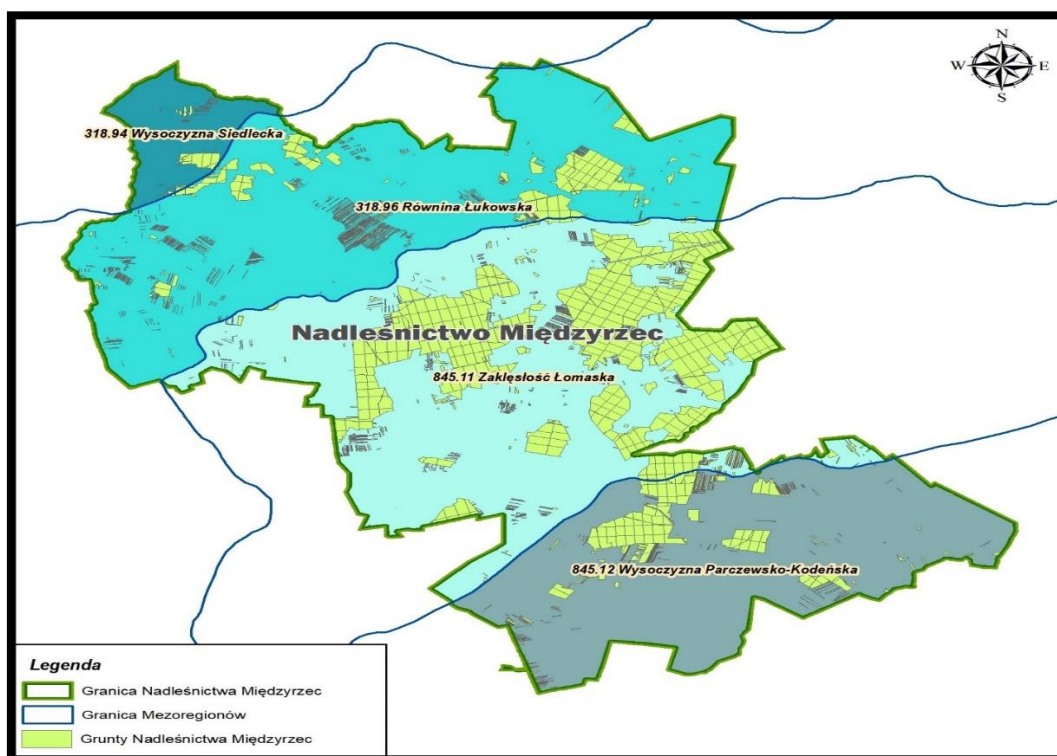 N
W E
S
318.94 Wysoczyzna Siedlecka
318.96 Równina Łukowska
Nadleśnictwo Międzyrzec
845.11 Zaklęsłość Łomaska
845.12 Wysoczyzna Parczewsko-Kodeńska
Legenda
Granica Nadleśnictwa Międzyrzec
Granica Mezoregionów
Grunty Nadleśnictwa Międzyrzec